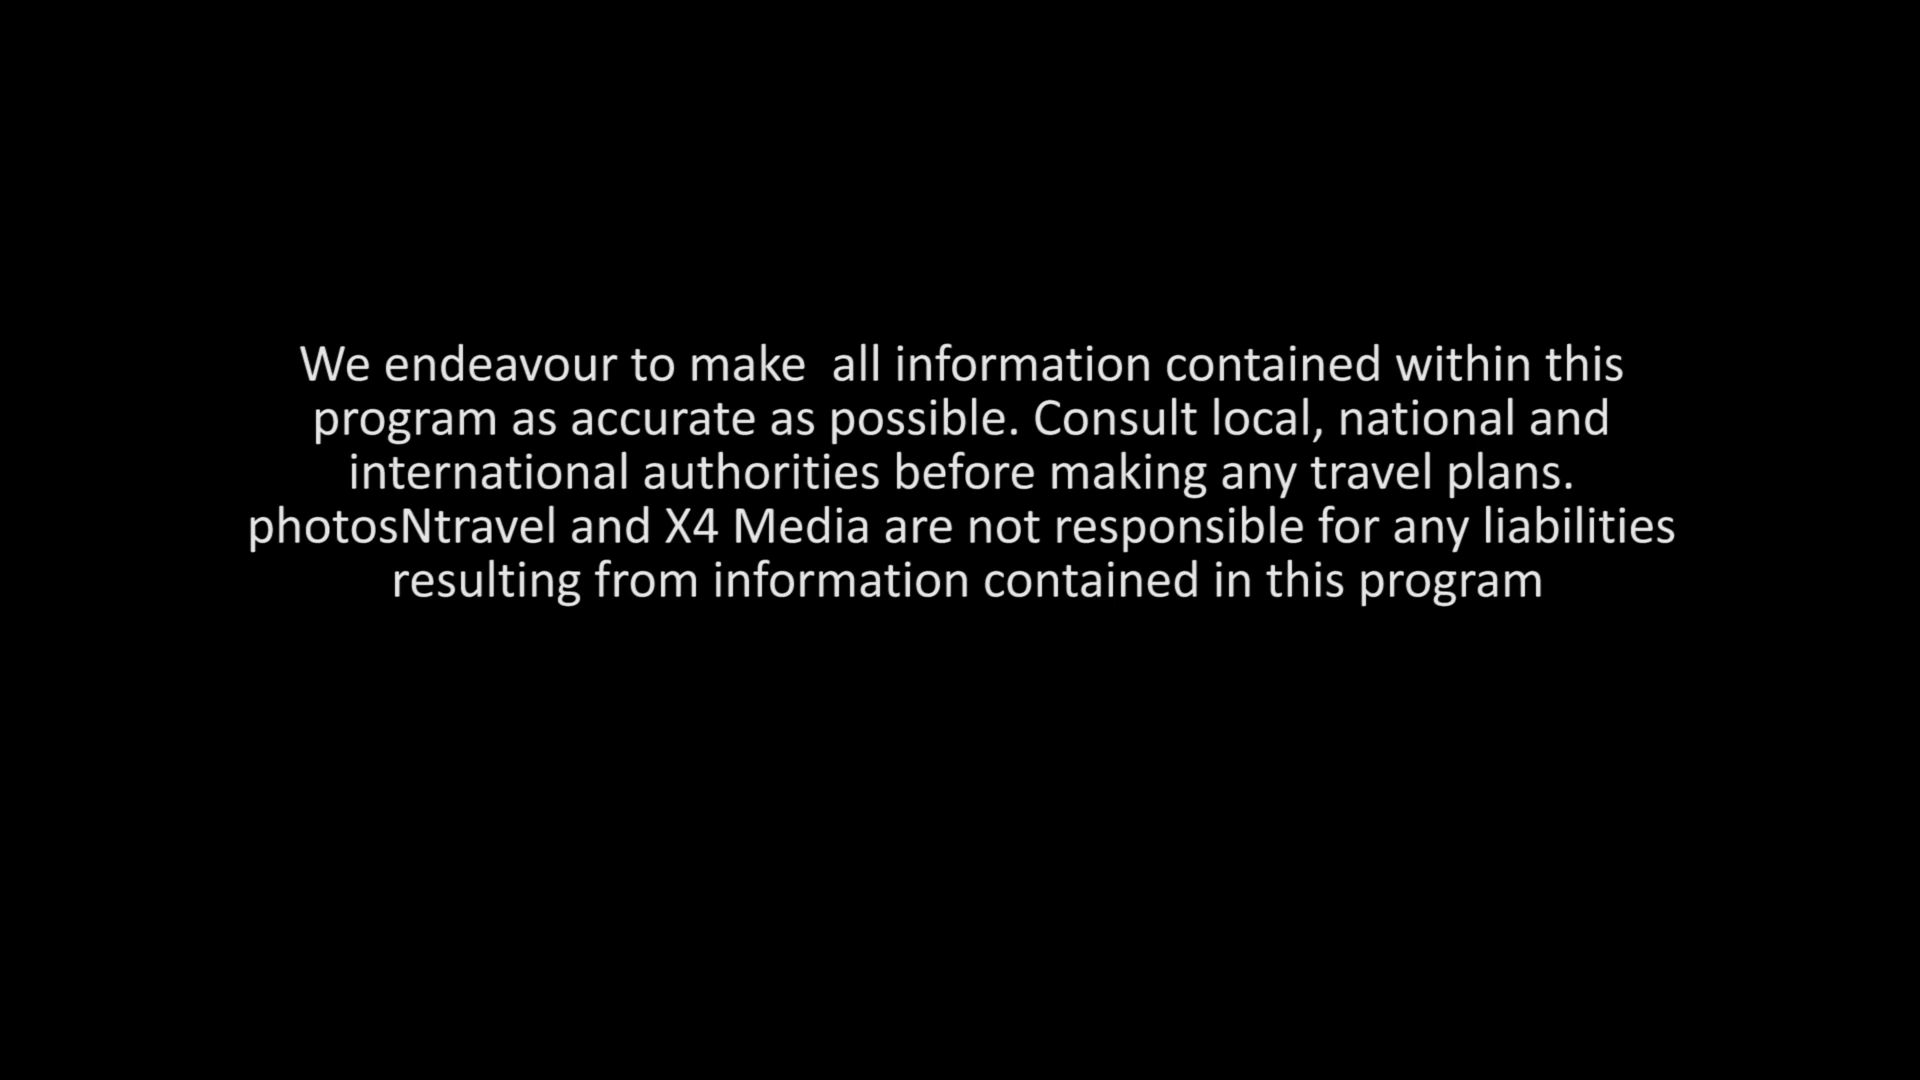 We endeavour to make  all information contained within this
program as accurate as possible. Consult local, national and
international authorities before making any travel plans.
photosNtravel and X4 Media are not responsible for any liabilities
resulting from information contained in this program